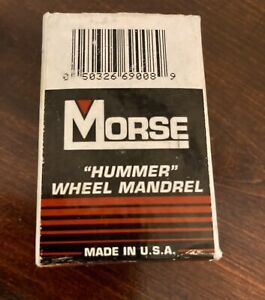 0 50326 69008 9
MORSE
"HUMMER"
WHEEL MANDREL
MADE IN U.S.A.